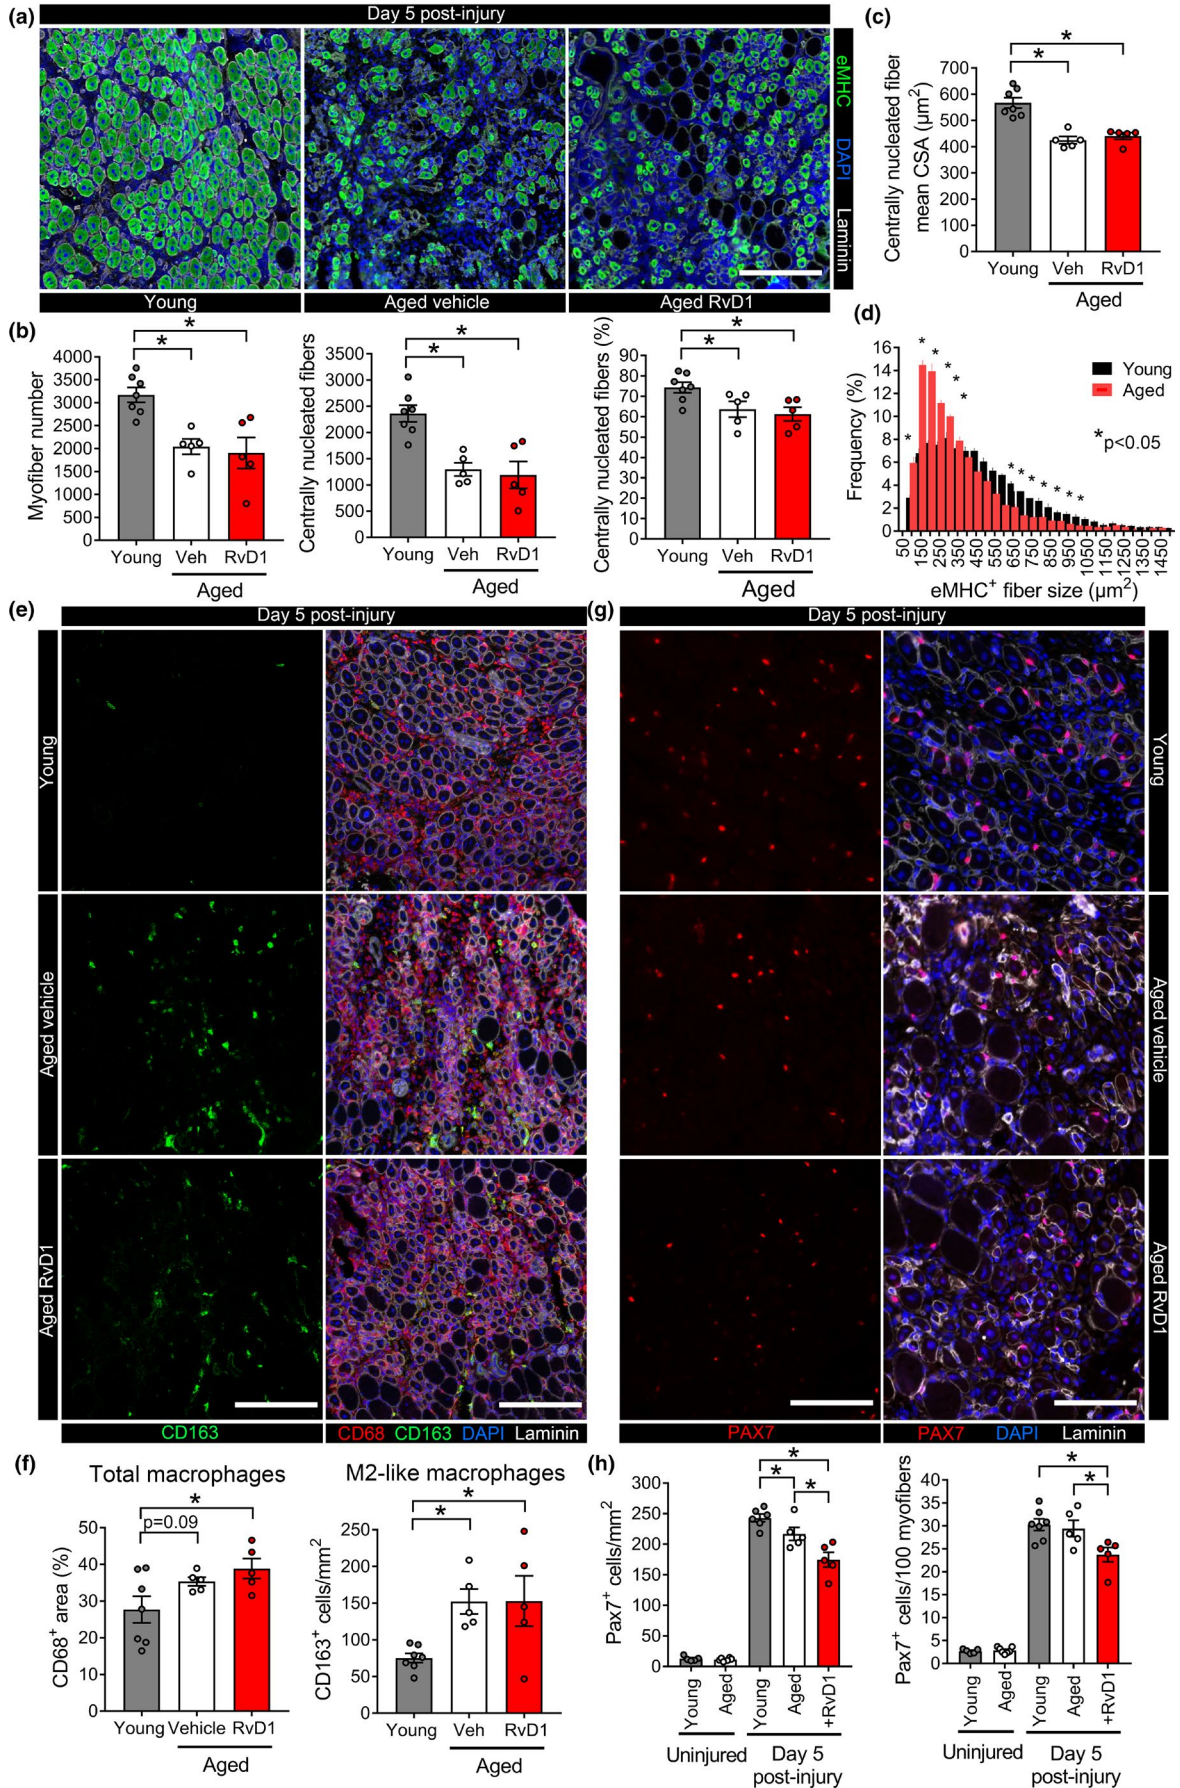 (a)
Day 5 post-injury
eMHC DAPI Laminin
Young
Aged vehicle
Aged RvD1
(c)
Centrally nucleated fiber
mean CSA (µm²)
700
600
500
400
300
200
100
0
* *
Young Veh RvD1
Aged
(b)
Myofiber number
4000
3500
3000
2500
2000
1500
1000
500
0
* *
Young Veh RvD1
Aged
Centrally nucleated fibers
3500
3000
2500
2000
1500
1000
500
0
* *
Young Veh RvD1
Aged
Centrally nucleated fibers (%)
90
80
70
60
50
40
30
20
10
0
* *
Young Veh RvD1
Aged
(d)
Frequency (%)
16
14
12
10
8
6
4
2
0
* * * * * * * * * * * * * *
Young
Aged
*p<0.05
50 150 250 350 450 550 650 750 850 950 1050 1150 1250 1350 1450
eMHC⁺ fiber size (µm²)
(e)
Day 5 post-injury
Young
Aged vehicle
Aged RvD1
CD163
CD68 CD163 DAPI Laminin
(g)
Day 5 post-injury
Young
Aged vehicle
Aged RvD1
PAX7
PAX7 DAPI Laminin
(f)
Total macrophages
CD68⁺ area (%)
50
40
30
20
10
0
*
p=0.09
Young Vehicle RvD1
Aged
M2-like macrophages
CD163⁺ cells/mm²
250
200
150
100
50
0
* *
Young Veh RvD1
Aged
(h)
Pax7⁺ cells/mm²
300
250
200
150
100
50
0
* * *
Young Aged Young Aged +RvD1
Uninjured Day 5
post-injury
Pax7⁺ cells/100 myofibers
40
35
30
25
20
15
10
5
0
* *
Young Aged Young Aged +RvD1
Uninjured Day 5
post-injury